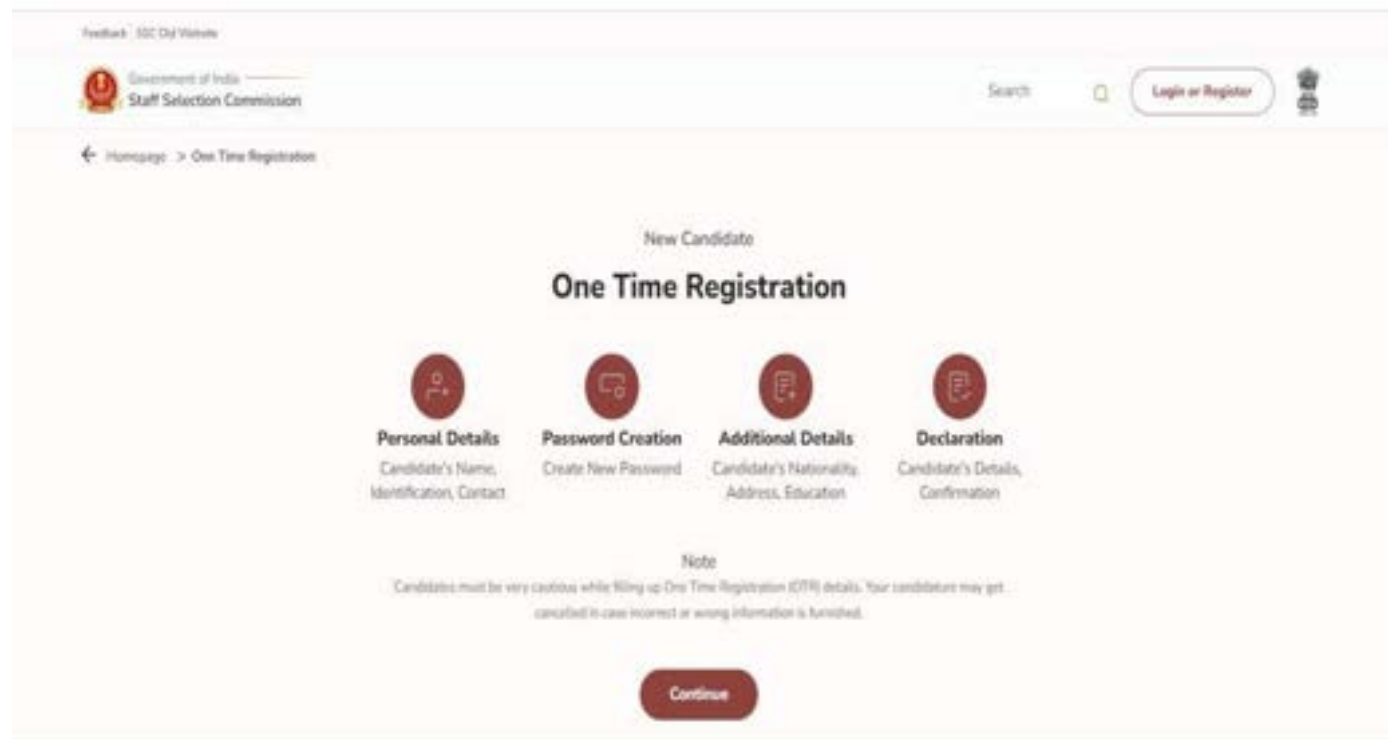 Feedback SSC Old Website
Government of India
Staff Selection Commission
Search
Login or Register
Homepage > One Time Registration
New Candidate
One Time Registration
Personal Details
Candidate's Name,
Identification, Contact
Password Creation
Create New Password
Additional Details
Candidate's Nationality,
Address, Education
Declaration
Candidate's Details,
Confirmation
Note
Candidates must be very cautious while filling up One Time Registration (OTR) details. Your candidature may get
cancelled in case incorrect or wrong information is furnished.
Continue